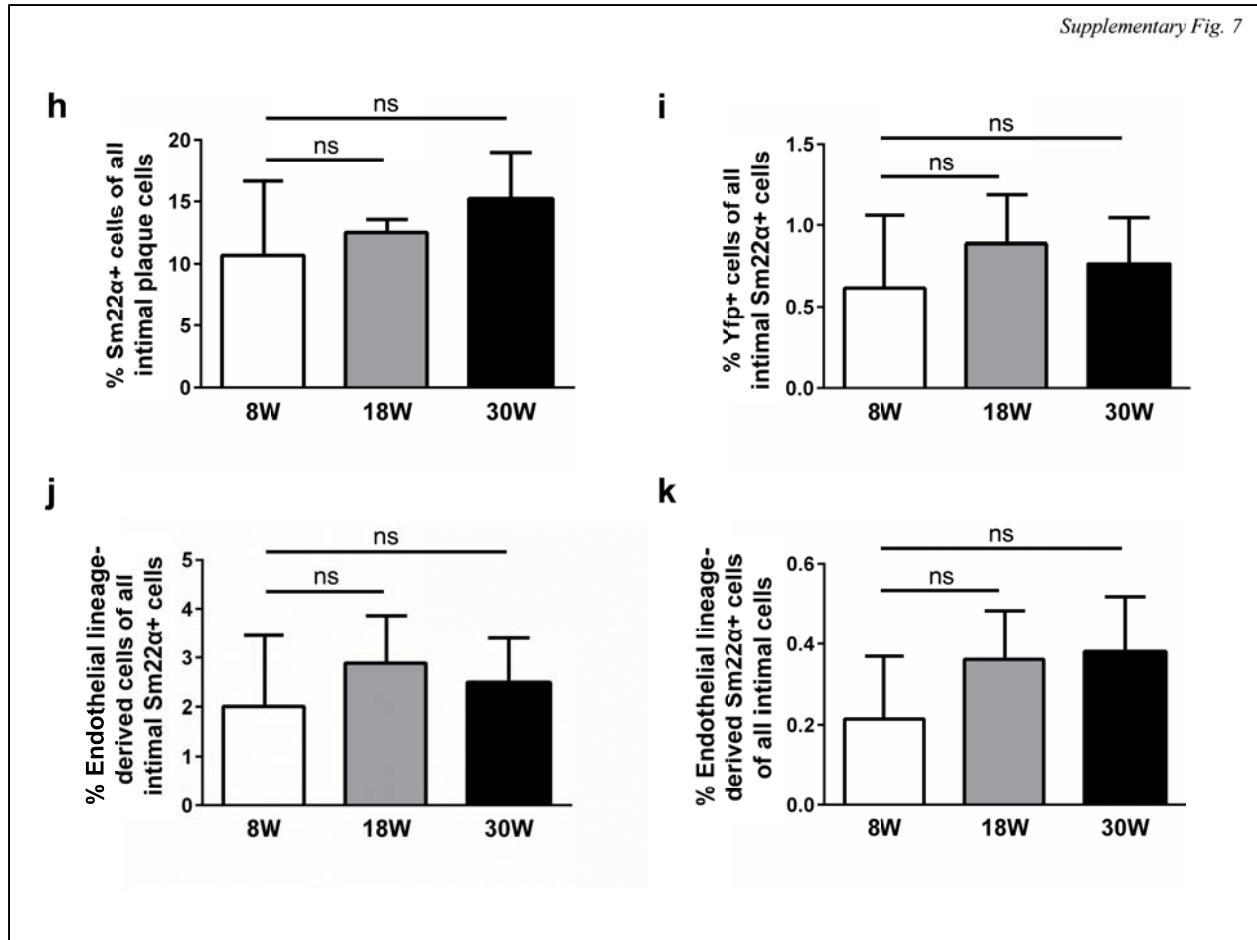 Supplementary Fig. 7
h
ns
ns
% Sm22α+ cells of all
intimal plaque cells
20
15
10
5
0
8W 18W 30W
i
ns
ns
% Yfp+ cells of all
intimal Sm22α+ cells
1.5
1.0
0.5
0.0
8W 18W 30W
j
ns
ns
% Endothelial lineage-
derived cells of all
intimal Sm22α+ cells
5
4
3
2
1
0
8W 18W 30W
k
ns
ns
% Endothelial lineage-
derived Sm22α+ cells
of all intimal cells
0.6
0.4
0.2
0.0
8W 18W 30W